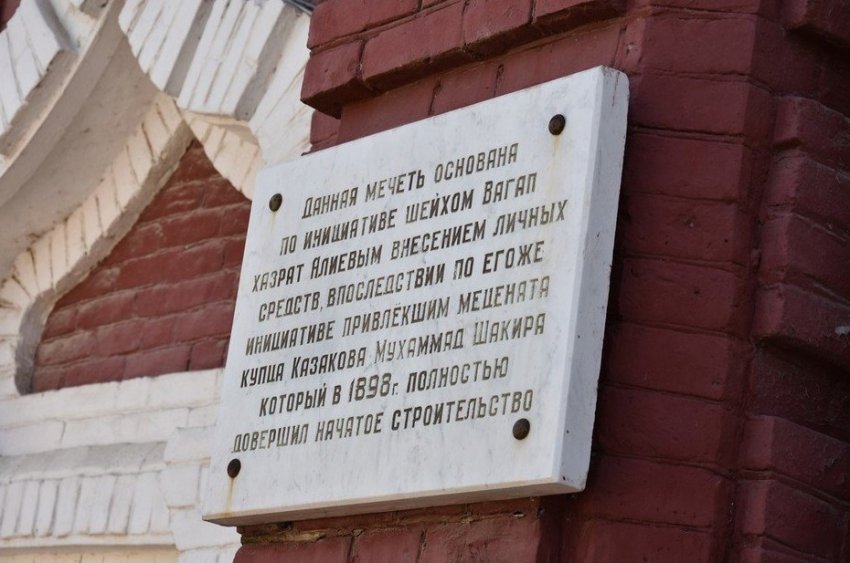 Данная мечеть основана
по инициативе шейхом Вагап
хазрат Алиевым внесением личных
средств, впоследствии по егоже
инициативе привлёкшим мецената
купца Казакова Мухаммад Шакира
который в 1898г. полностью
довершил начатое строительство